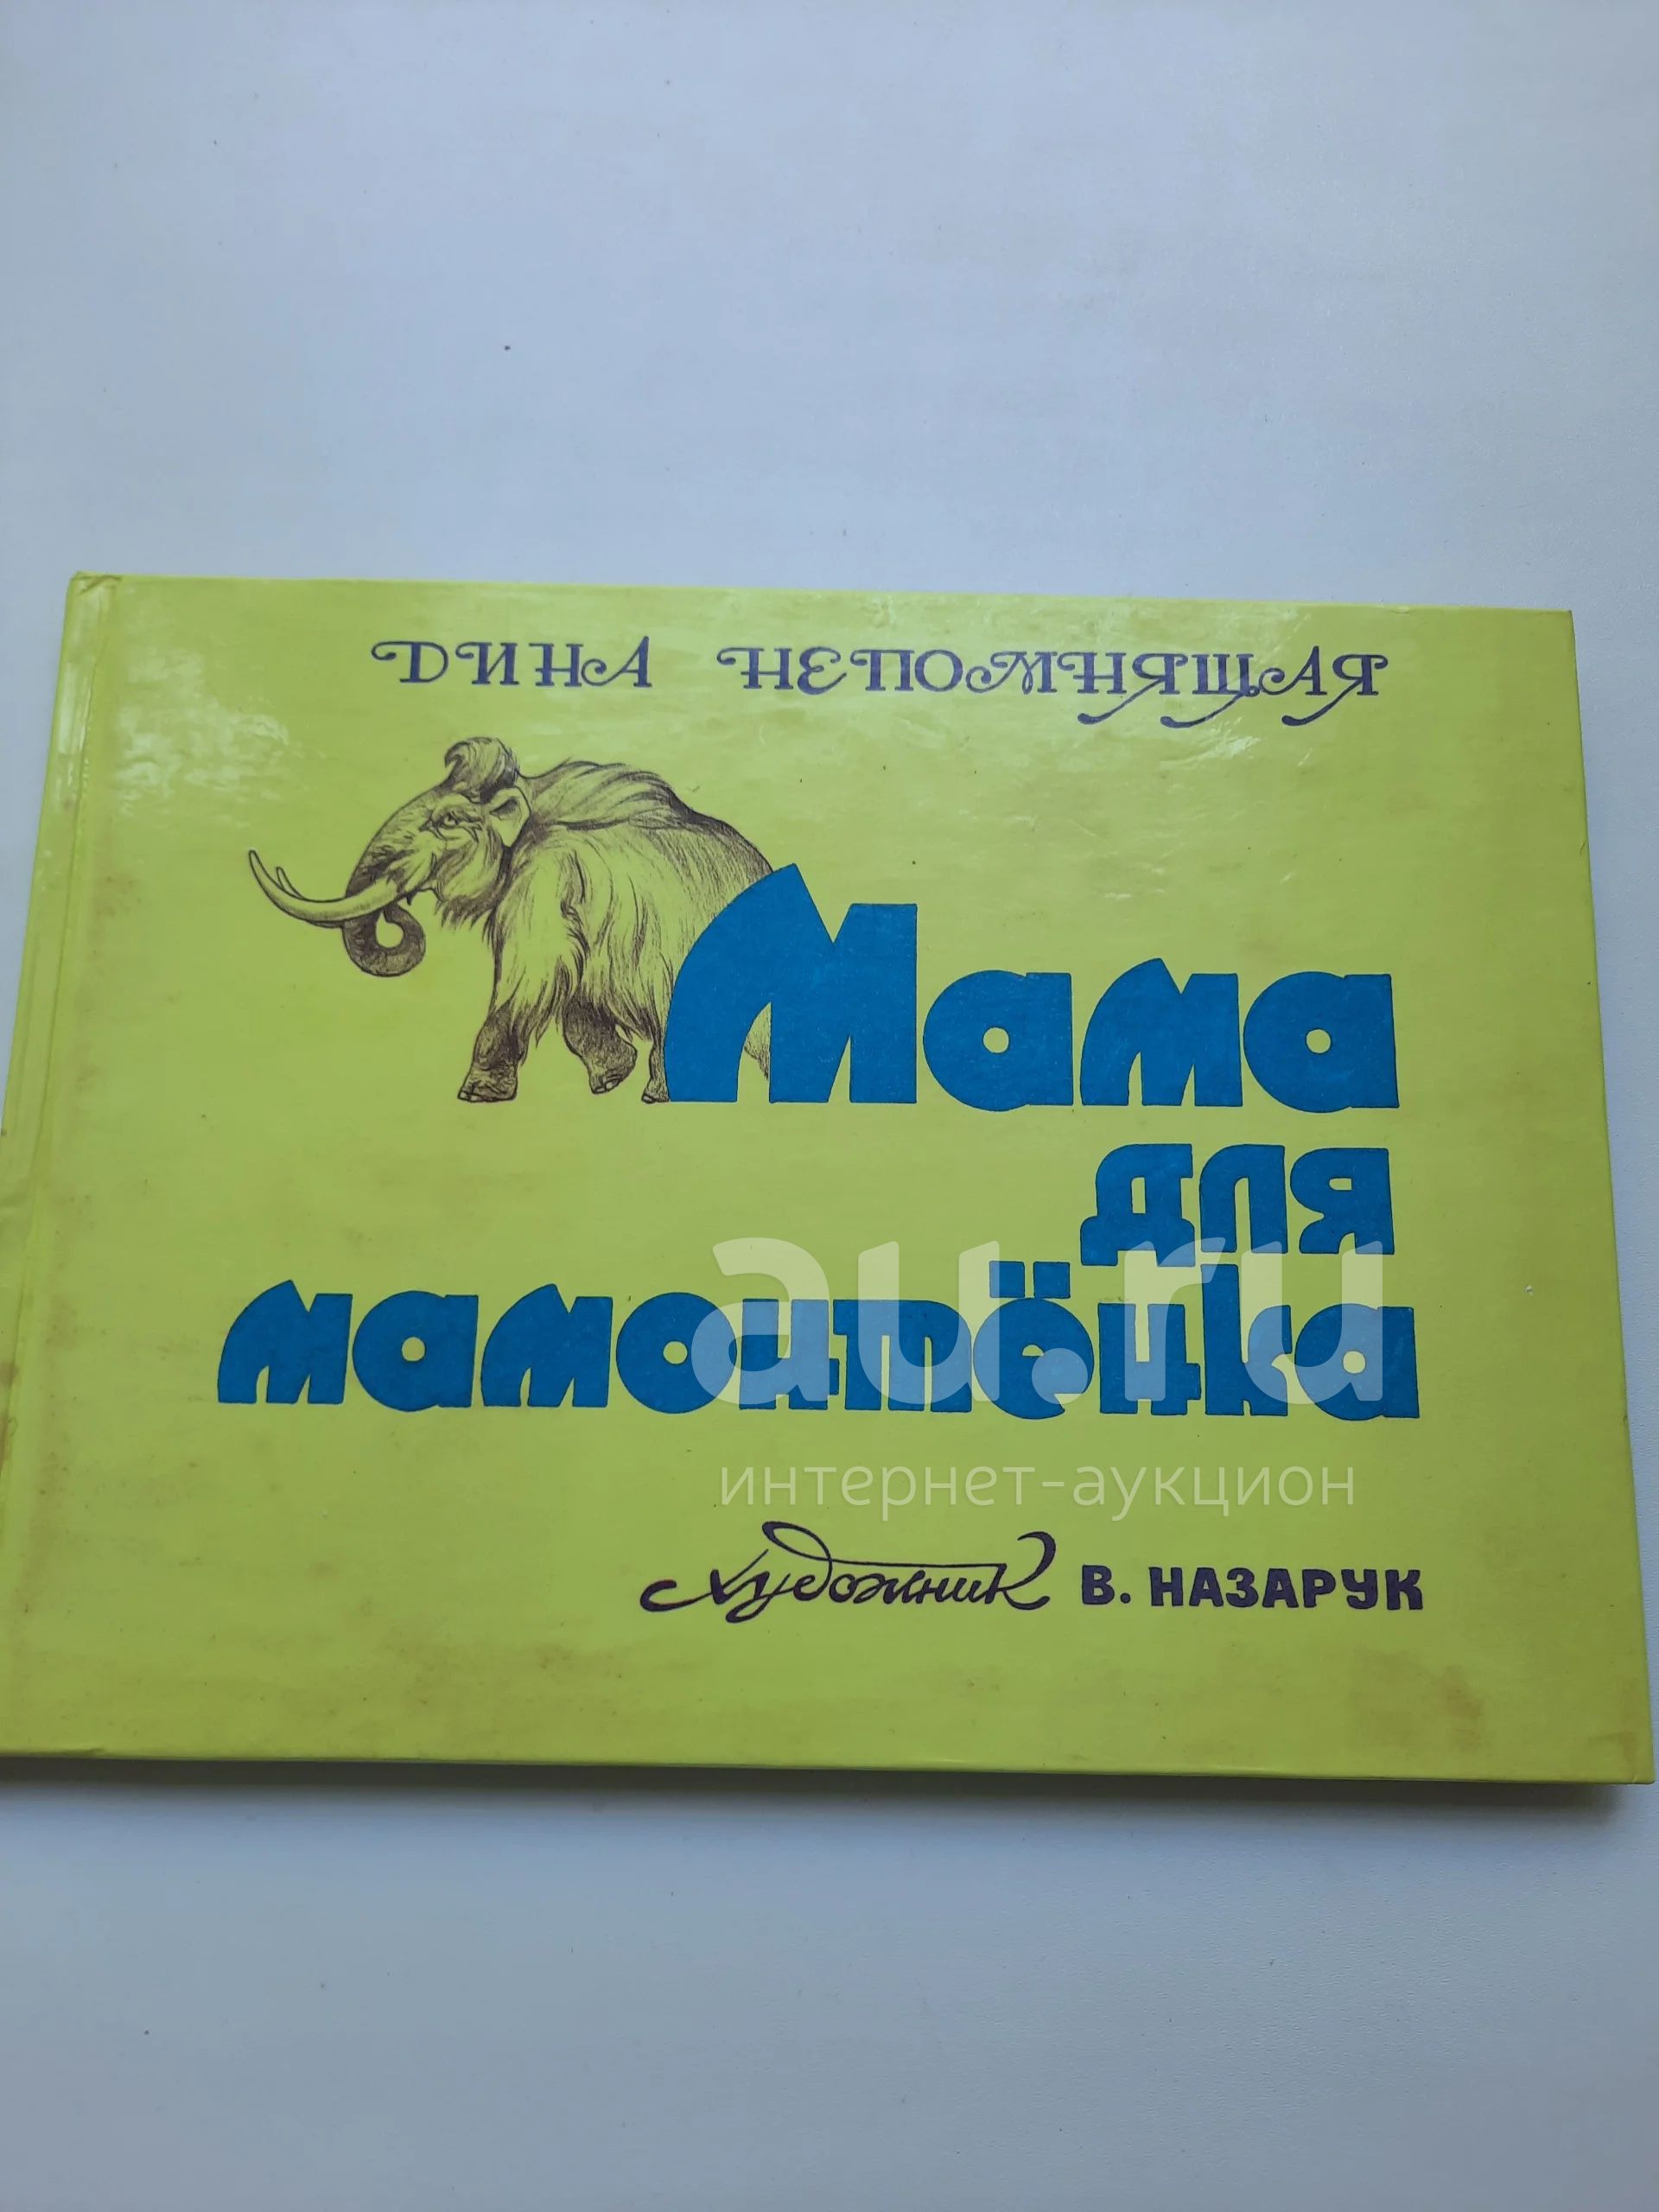 ДИНА НЕПОМНЯЩАЯ
Мама
для
мамонтёнка
au.ru
интернет-аукцион
художник В. НАЗАРУК